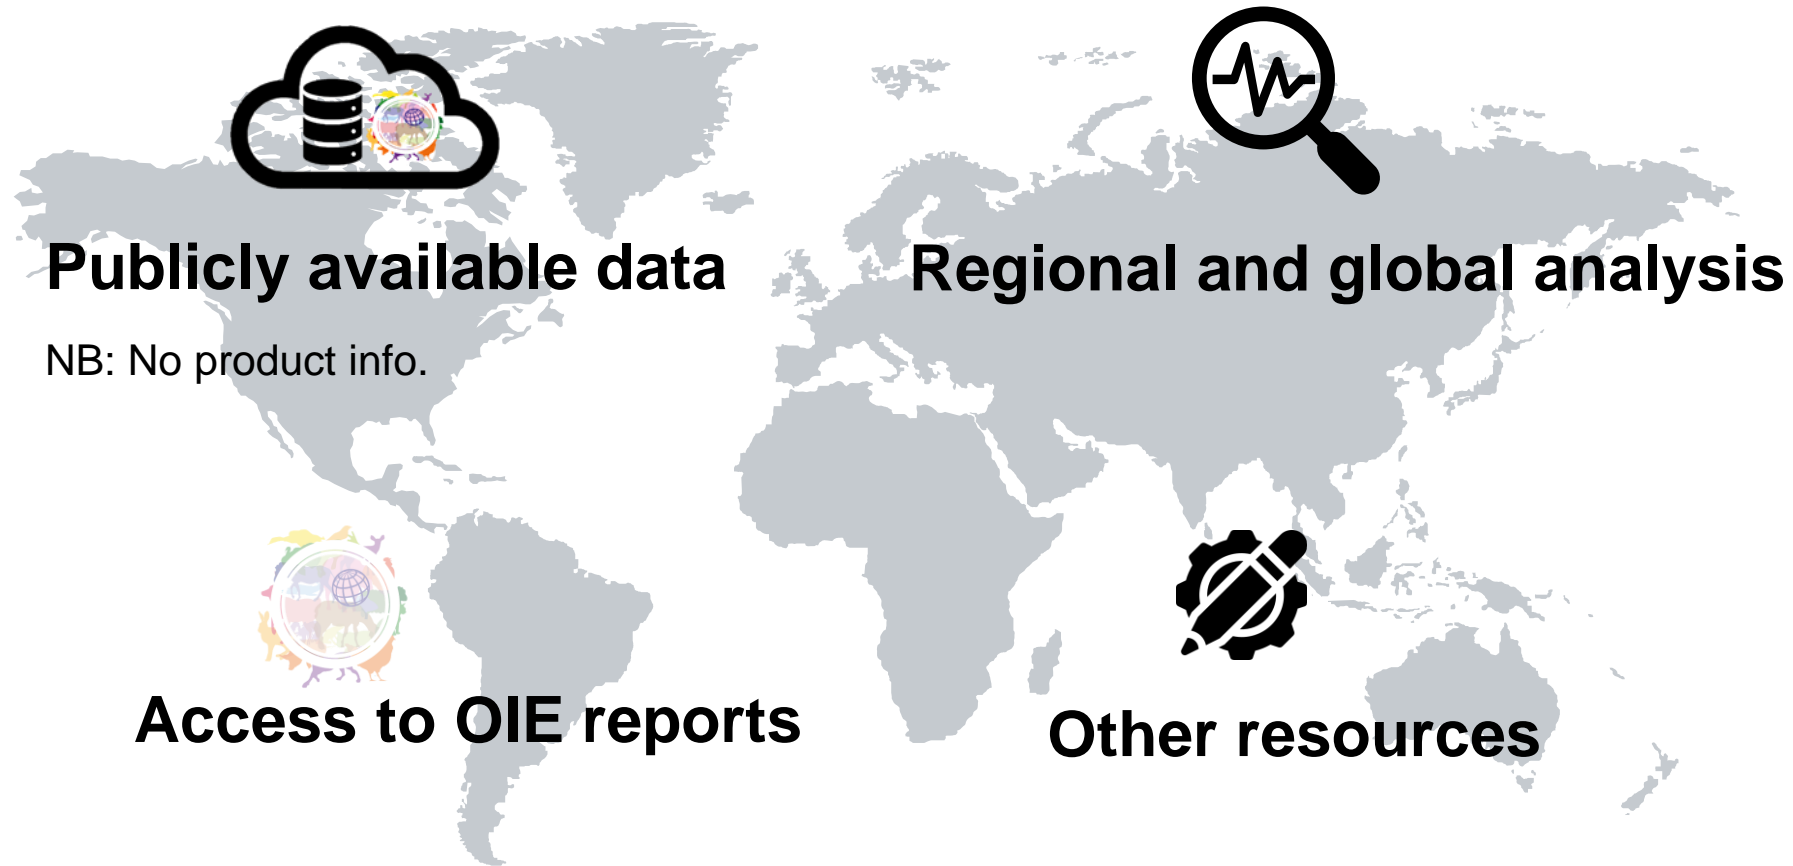 Publicly available data
Regional and global analysis
NB: No product info.
Access to OIE reports
Other resources